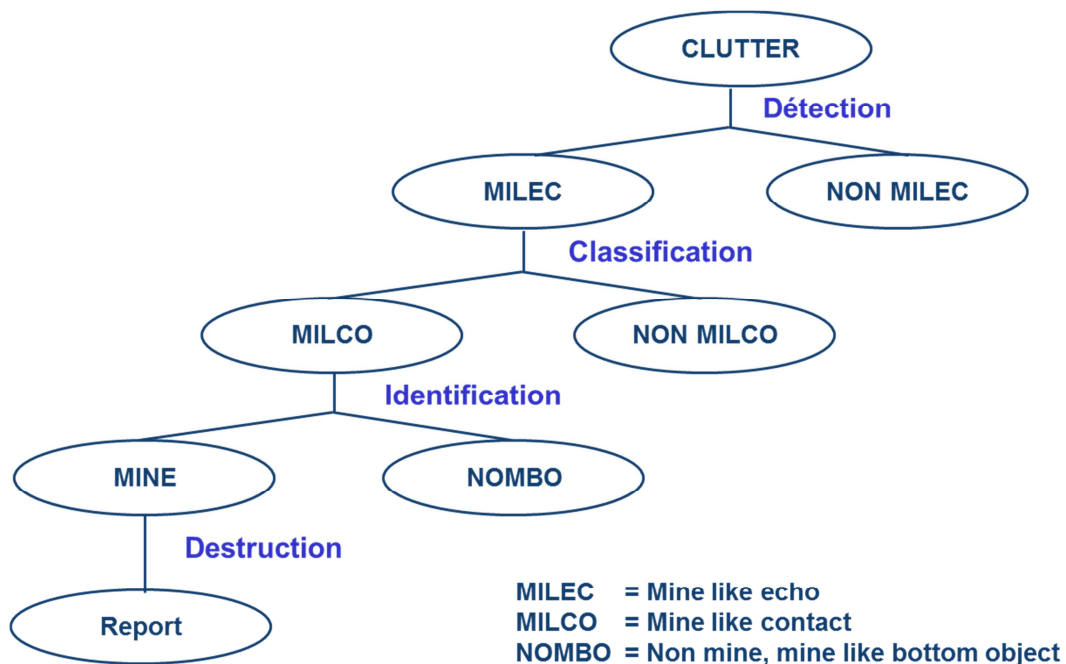 CLUTTER
Détection
MILEC
NON MILEC
Classification
MILCO
NON MILCO
Identification
MINE
NOMBO
Destruction
Report
MILEC = Mine like echo
MILCO = Mine like contact
NOMBO = Non mine, mine like bottom object